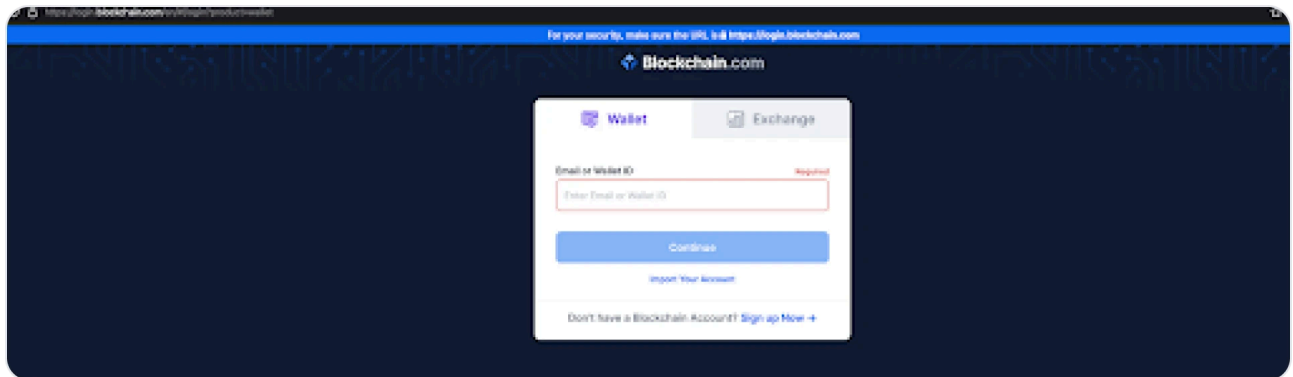 https://login.blockchain.com/en/#/login?product=wallet
For your security, make sure the URL is https://login.blockchain.com
Blockchain.com
Wallet
Exchange
Email or Wallet ID
Required
Enter Email or Wallet ID
Continue
Import Your Account
Don't have a Blockchain Account? Sign up Now →